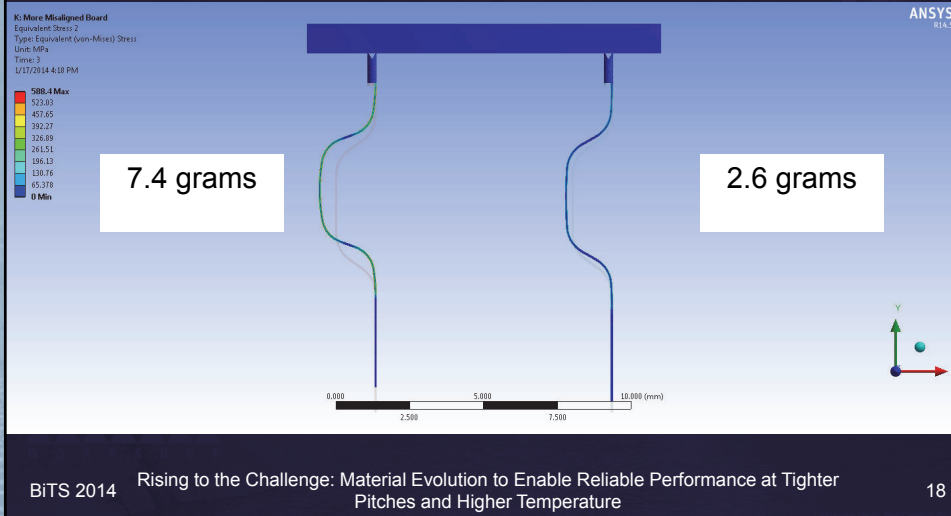 K: More Misaligned Board
Equivalent Stress 2
Type: Equivalent (von-Mises) Stress
Unit: MPa
Time: 3
1/17/2014 4:18 PM
588.4 Max
523.03
457.65
392.27
326.89
261.51
196.13
130.76
65.378
0 Min
ANSYS
R14.5
7.4 grams
2.6 grams
Y
0.000 5.000 10.000 (mm)
2.500 7.500
BiTS 2014
Rising to the Challenge: Material Evolution to Enable Reliable Performance at Tighter
Pitches and Higher Temperature
18